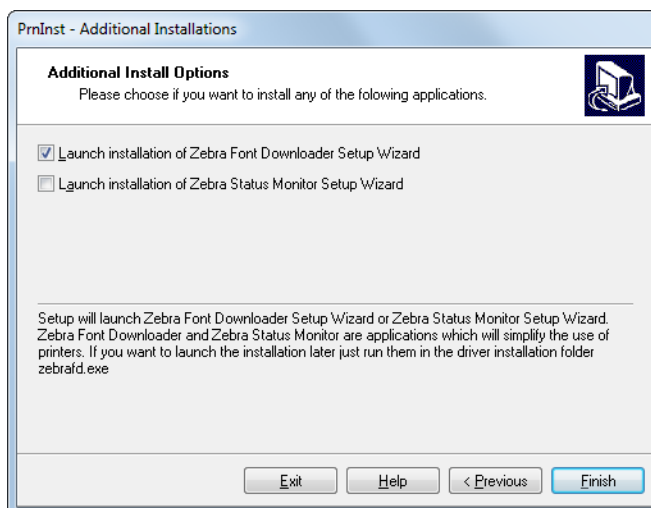 PrnInst - Additional Installations
Additional Install Options
Please choose if you want to install any of the folowing applications.
Launch installation of Zebra Font Downloader Setup Wizard
Launch installation of Zebra Status Monitor Setup Wizard
Setup will launch Zebra Font Downloader Setup Wizard or Zebra Status Monitor Setup Wizard.
Zebra Font Downloader and Zebra Status Monitor are applications which will simplify the use of
printers. If you want to launch the installation later just run them in the driver installation folder
zebrafd.exe
Exit
Help
< Previous
Finish